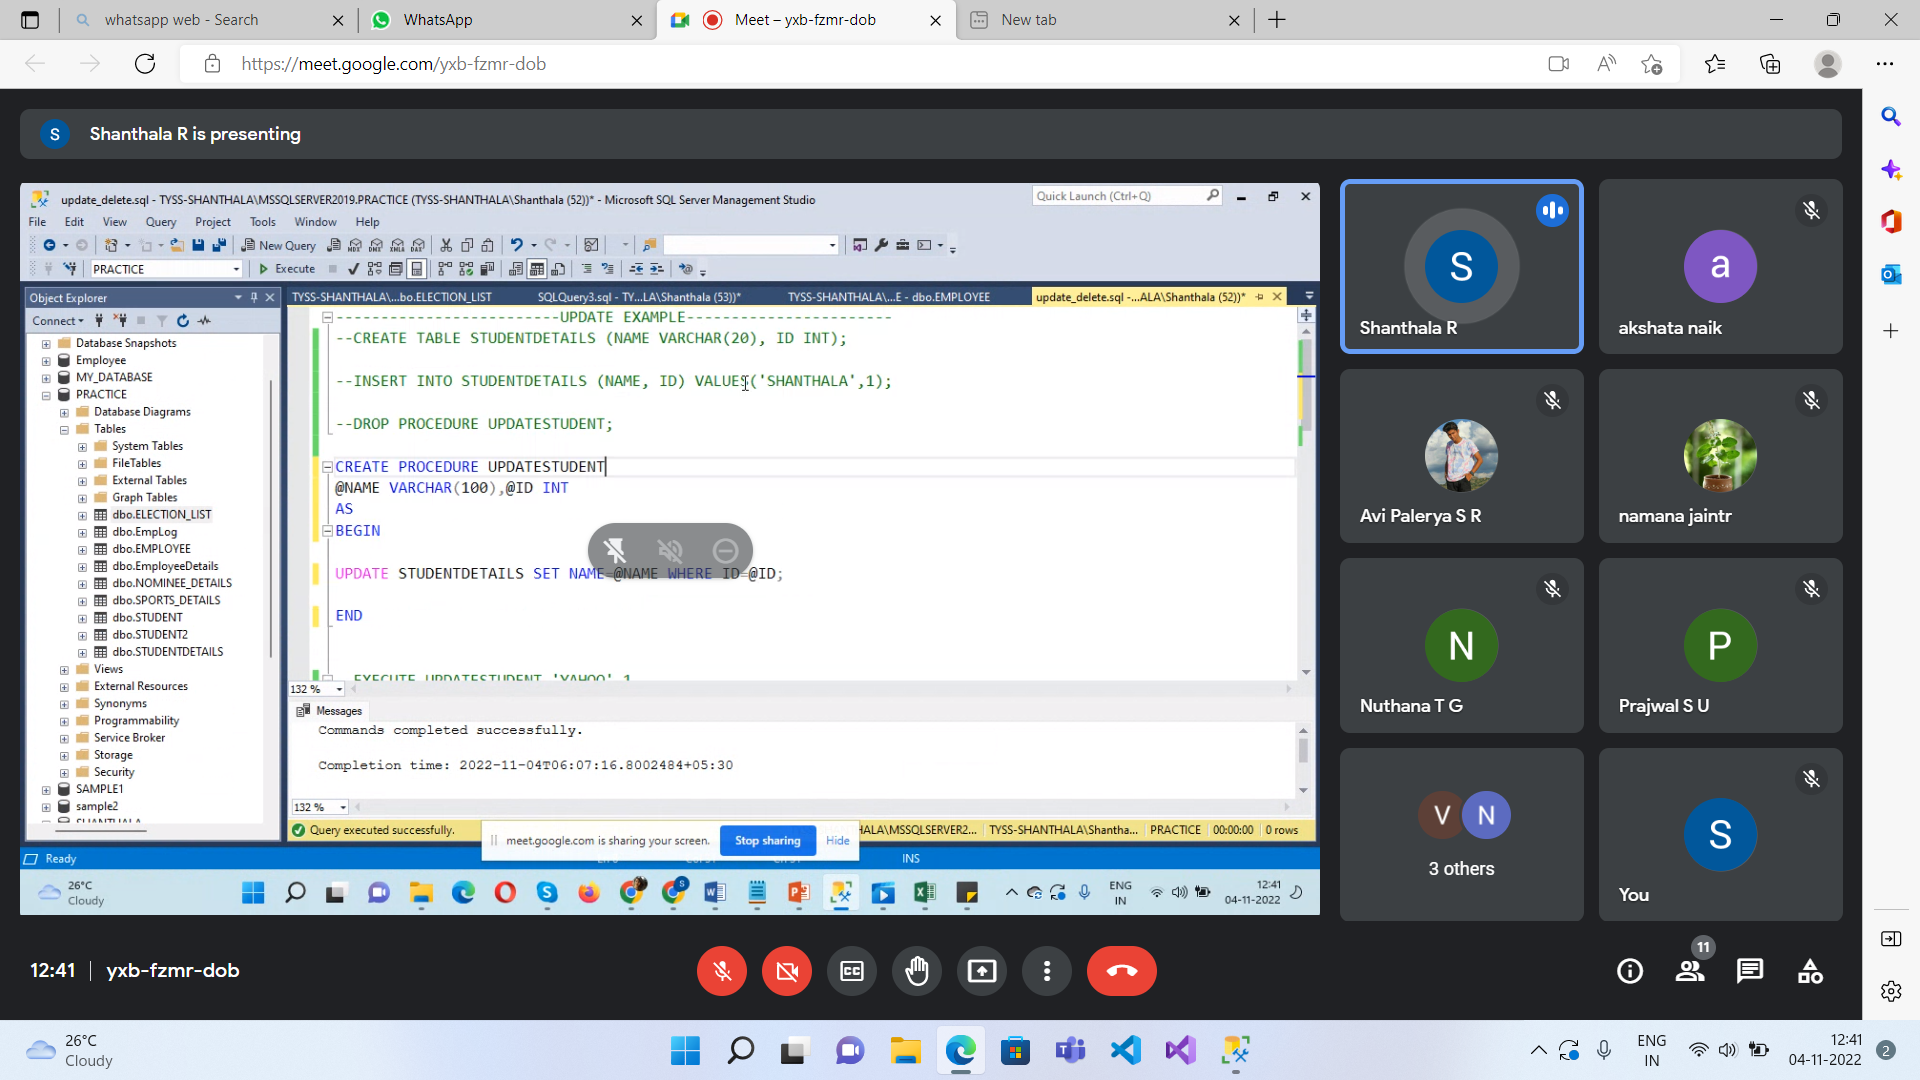 whatsapp web - Search
WhatsApp
Meet – yxb-fzmr-dob
New tab
https://meet.google.com/yxb-fzmr-dob
S
Shanthala R is presenting
update_delete.sql - TYSS-SHANTHALA\MSSQLSERVER2019.PRACTICE (TYSS-SHANTHALA\Shanthala (52))* - Microsoft SQL Server Management Studio
Quick Launch (Ctrl+Q)
File Edit View Query Project Tools Window Help
New Query
PRACTICE
Execute
Object Explorer
Connect
Database Snapshots
Employee
MY_DATABASE
PRACTICE
Database Diagrams
Tables
System Tables
FileTables
External Tables
Graph Tables
dbo.ELECTION_LIST
dbo.EmpLog
dbo.EMPLOYEE
dbo.EmployeeDetails
dbo.NOMINEE_DETAILS
dbo.SPORTS_DETAILS
dbo.STUDENT
dbo.STUDENT2
dbo.STUDENTDETAILS
Views
External Resources
Synonyms
Programmability
Service Broker
Storage
Security
SAMPLE1
sample2
SHANTHALA
TYSS-SHANTHALA\...bo.ELECTION_LIST
SQLQuery3.sql - TY...LA\Shanthala (53))*
TYSS-SHANTHALA\...E - dbo.EMPLOYEE
update_delete.sql -...ALA\Shanthala (52))*
-------------------------UPDATE EXAMPLE-----------------------
--CREATE TABLE STUDENTDETAILS (NAME VARCHAR(20), ID INT);
--INSERT INTO STUDENTDETAILS (NAME, ID) VALUES('SHANTHALA',1);
--DROP PROCEDURE UPDATESTUDENT;
CREATE PROCEDURE UPDATESTUDENT
@NAME VARCHAR(100),@ID INT
AS
BEGIN
UPDATE STUDENTDETAILS SET NAME=@NAME WHERE ID=@ID;
END
EXECUTE UPDATESTUDENT 'YAHOO',1
132 %
Messages
Commands completed successfully.
Completion time: 2022-11-04T06:07:16.8002484+05:30
132 %
Query executed successfully.
ALA\MSSQLSERVER2...
TYSS-SHANTHALA\Shantha...
PRACTICE
00:00:00
0 rows
meet.google.com is sharing your screen.
Stop sharing
Hide
Ready
INS
26°C
Cloudy
ENG
IN
12:41
04-11-2022
S
Shanthala R
a
akshata naik
Avi Palerya S R
namana jaintr
N
Nuthana T G
P
Prajwal S U
V
N
3 others
S
You
12:41
yxb-fzmr-dob
11
26°C
Cloudy
ENG
IN
12:41
04-11-2022
2